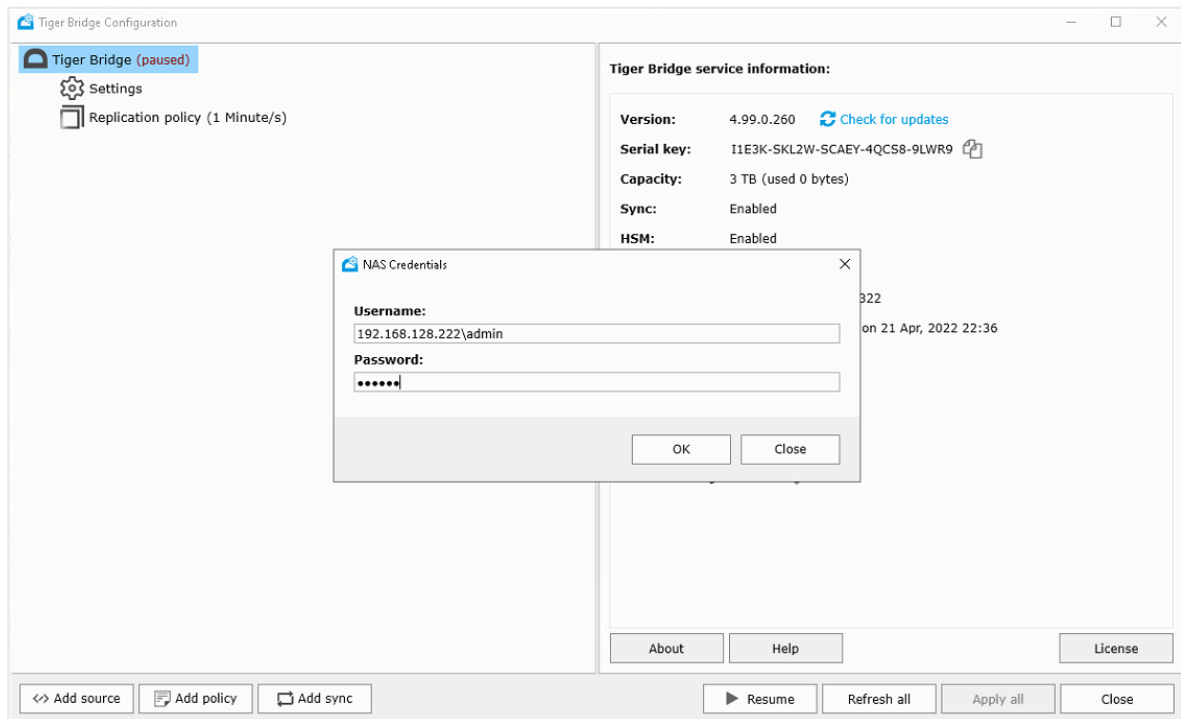 Tiger Bridge Configuration
Tiger Bridge (paused)
Settings
Replication policy (1 Minute/s)
Tiger Bridge service information:
Version: 4.99.0.260 Check for updates
Serial key: I1E3K-SKL2W-SCAEY-4QCS8-9LWR9
Capacity: 3 TB (used 0 bytes)
Sync: Enabled
HSM: Enabled
322
on 21 Apr, 2022 22:36
NAS Credentials
Username:
192.168.128.222\admin
Password:
••••••
OK Close
About Help License
Add source Add policy Add sync Resume Refresh all Apply all Close